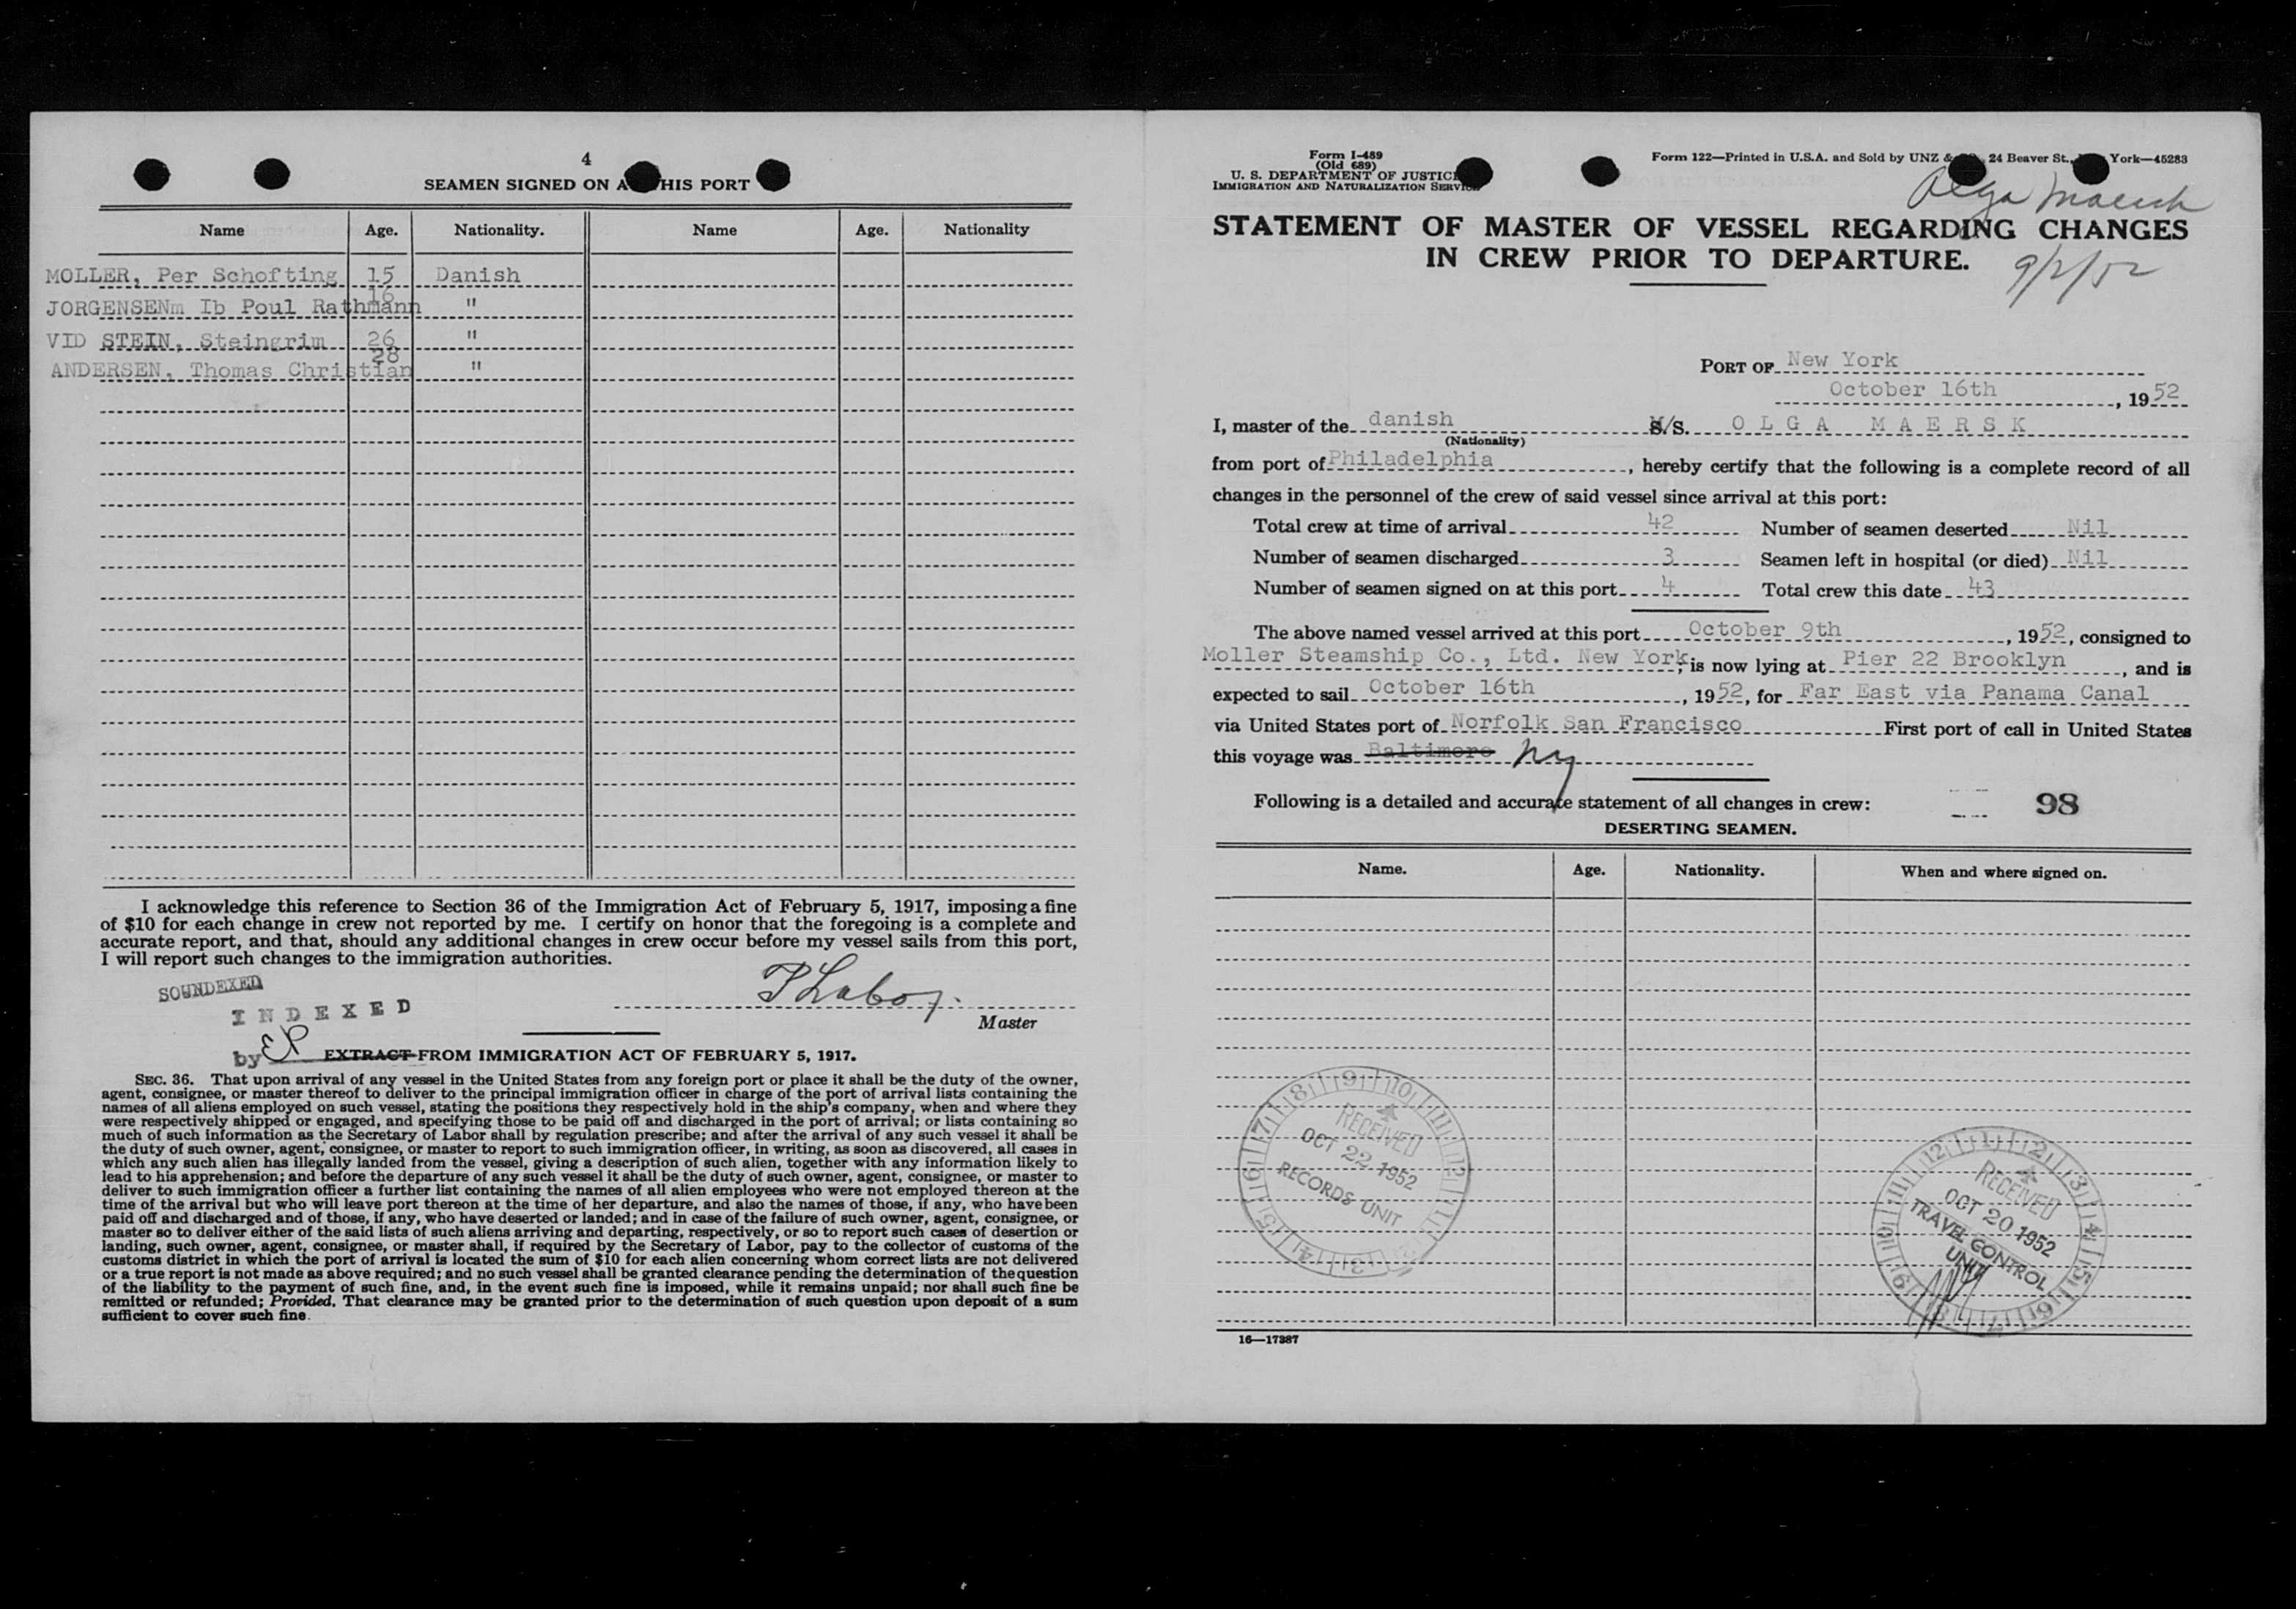 4
SEAMEN SIGNED ON A HIS PORT
Name Age. Nationality. Name Age. Nationality
MOLLER, Per Schofting 15 Danish
JORGENSENm Ib Poul Rathmann 16 "
VID STEIN, Steingrim 26 "
ANDERSEN, Thomas Christian 28 "
I acknowledge this reference to Section 36 of the Immigration Act of February 5, 1917, imposing a fine
of $10 for each change in crew not reported by me. I certify on honor that the foregoing is a complete and
accurate report, and that, should any additional changes in crew occur before my vessel sails from this port,
I will report such changes to the immigration authorities.
SOUNDEXED
INDEXED
Master
by EP EXTRACT FROM IMMIGRATION ACT OF FEBRUARY 5, 1917.
SEC. 36. That upon arrival of any vessel in the United States from any foreign port or place it shall be the duty of the owner,
agent, consignee, or master thereof to deliver to the principal immigration officer in charge of the port of arrival lists containing the
names of all aliens employed on such vessel, stating the positions they respectively hold in the ship's company, when and where they
were respectively shipped or engaged, and specifying those to be paid off and discharged in the port of arrival; or lists containing so
much of such information as the Secretary of Labor shall by regulation prescribe; and after the arrival of any such vessel it shall be
the duty of such owner, agent, consignee, or master to report to such immigration officer, in writing, as soon as discovered, all cases in
which any such alien has illegally landed from the vessel, giving a description of such alien, together with any information likely to
lead to his apprehension; and before the departure of any such vessel it shall be the duty of such owner, agent, consignee, or master to
deliver to such immigration officer a further list containing the names of all alien employees who were not employed thereon at the
time of the arrival but who will leave port thereon at the time of her departure, and also the names of those, if any, who have been
paid off and discharged and of those, if any, who have deserted or landed; and in case of the failure of such owner, agent, consignee, or
master so to deliver either of the said lists of such aliens arriving and departing, respectively, or so to report such cases of desertion or
landing, such owner, agent, consignee, or master shall, if required by the Secretary of Labor, pay to the collector of customs of the
customs district in which the port of arrival is located the sum of $10 for each alien concerning whom correct lists are not delivered
or a true report is not made as above required; and no such vessel shall be granted clearance pending the determination of the question
of the liability to the payment of such fine, and, in the event such fine is imposed, while it remains unpaid; nor shall such fine be
remitted or refunded; Provided, That clearance may be granted prior to the determination of such question upon deposit of a sum
sufficient to cover such fine.
Form I-489
(Old 689)
U. S. DEPARTMENT OF JUSTIC
IMMIGRATION AND NATURALIZATION SERVICE
Form 122—Printed in U.S.A. and Sold by UNZ & 24 Beaver St., York—45283
Olga Maersk
STATEMENT OF MASTER OF VESSEL REGARDING CHANGES
IN CREW PRIOR TO DEPARTURE.
9/2/52
PORT OF New York
October 16th, 1952
I, master of the danish S/S. OLGA MAERSK
(Nationality)
from port of Philadelphia, hereby certify that the following is a complete record of all
changes in the personnel of the crew of said vessel since arrival at this port:
Total crew at time of arrival 42 Number of seamen deserted Nil
Number of seamen discharged 3 Seamen left in hospital (or died) Nil
Number of seamen signed on at this port 4 Total crew this date 43
The above named vessel arrived at this port October 9th, 1952, consigned to
Moller Steamship Co., Ltd. New York; is now lying at Pier 22 Brooklyn, and is
expected to sail October 16th, 1952, for Far East via Panama Canal
via United States port of Norfolk San Francisco First port of call in United States
this voyage was Baltimore Ny
Following is a detailed and accurate statement of all changes in crew: 98
DESERTING SEAMEN.
Name. Age. Nationality. When and where signed on.
RECEIVED
OCT 22 1952
RECORDS UNIT
RECEIVED
OCT 20 1952
TRAVEL CONTROL
UNIT
16—17387